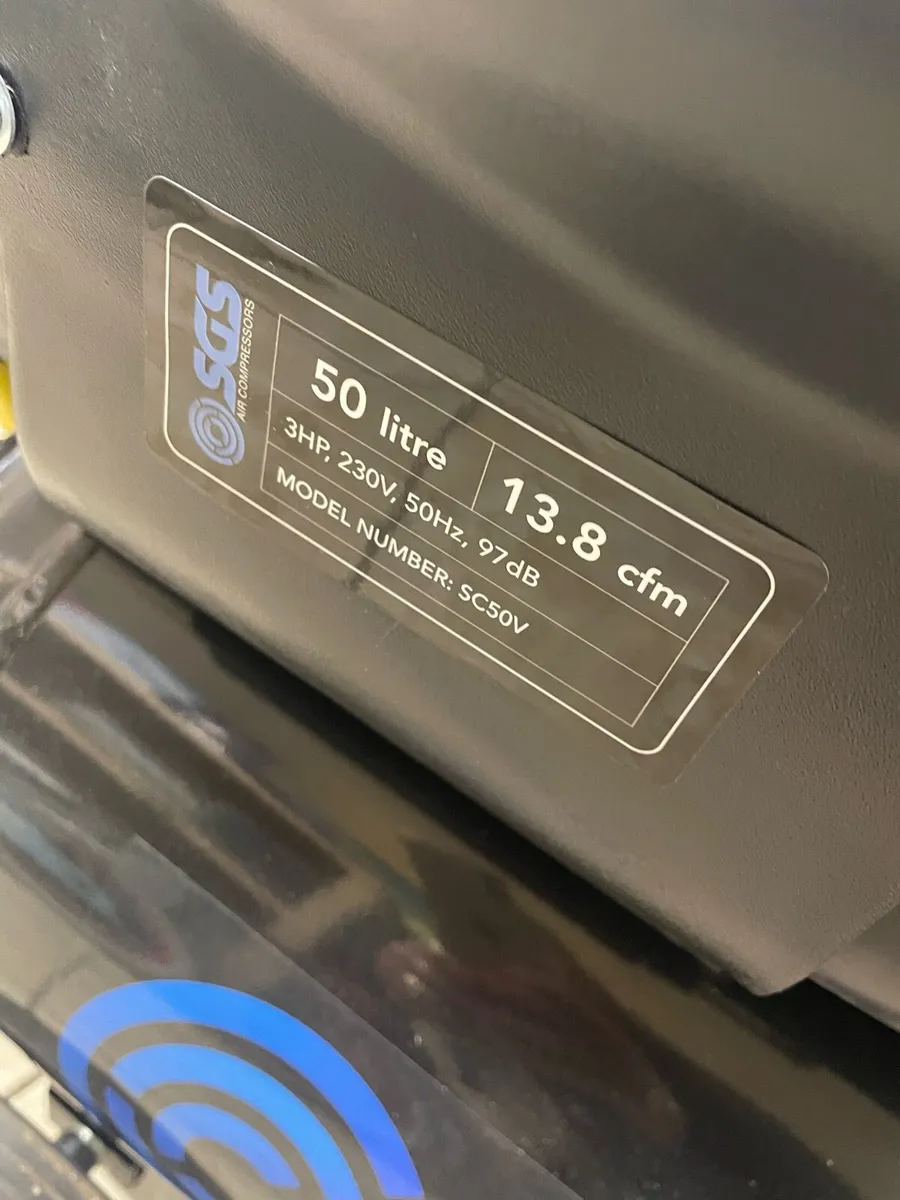 SGS
AIR COMPRESSORS
50 litre
13.8 cfm
3HP, 230V, 50Hz, 97dB
MODEL NUMBER: SC50V